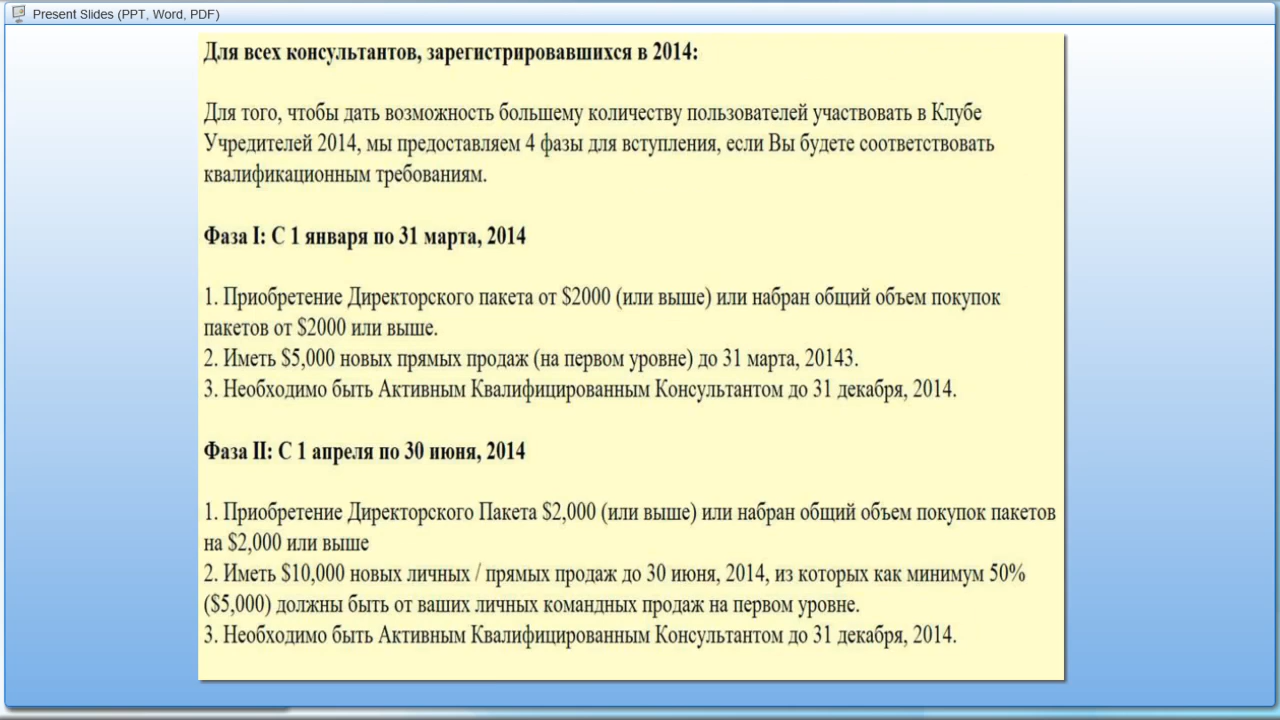 Present Slides (PPT, Word, PDF)
Для всех консультантов, зарегистрировавшихся в 2014:
Для того, чтобы дать возможность большему количеству пользователей участвовать в Клубе
Учредителей 2014, мы предоставляем 4 фазы для вступления, если Вы будете соответствовать
квалификационным требованиям.
Фаза I: С 1 января по 31 марта, 2014
1. Приобретение Директорского пакета от $2000 (или выше) или набран общий объем покупок
пакетов от $2000 или выше.
2. Иметь $5,000 новых прямых продаж (на первом уровне) до 31 марта, 20143.
3. Необходимо быть Активным Квалифицированным Консультантом до 31 декабря, 2014.
Фаза II: С 1 апреля по 30 июня, 2014
1. Приобретение Директорского Пакета $2,000 (или выше) или набран общий объем покупок пакетов
на $2,000 или выше
2. Иметь $10,000 новых личных / прямых продаж до 30 июня, 2014, из которых как минимум 50%
($5,000) должны быть от ваших личных командных продаж на первом уровне.
3. Необходимо быть Активным Квалифицированным Консультантом до 31 декабря, 2014.